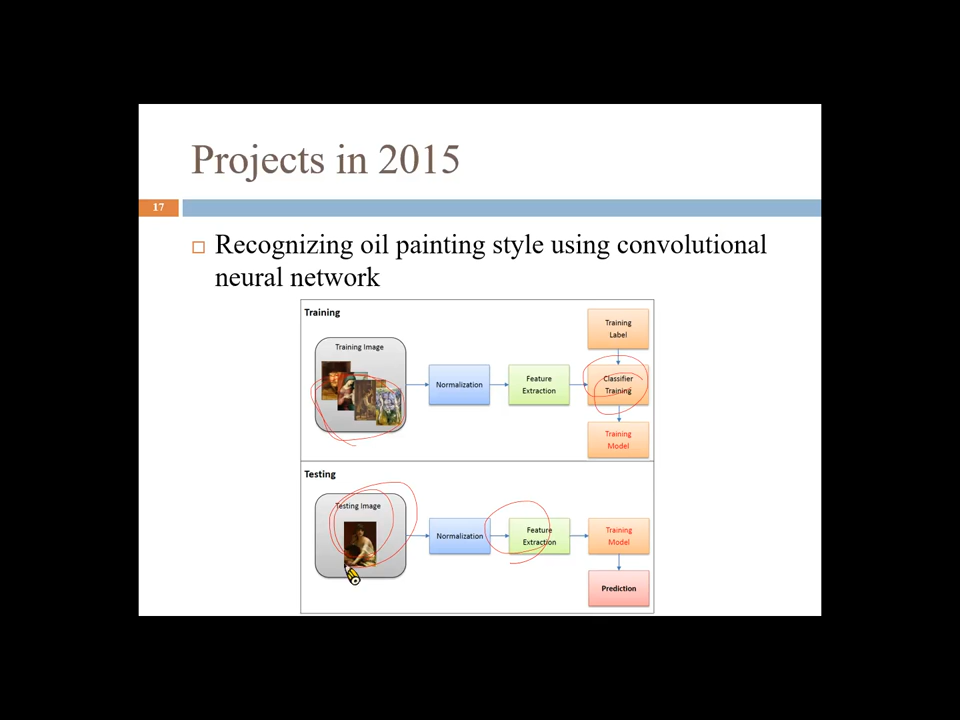 Projects in 2015
17
Recognizing oil painting style using convolutional
neural network
Training
Training Image
Normalization
Feature
Extraction
Training
Label
Classifier
Training
Training
Model
Testing
Testing Image
Normalization
Feature
Extraction
Training
Model
Prediction